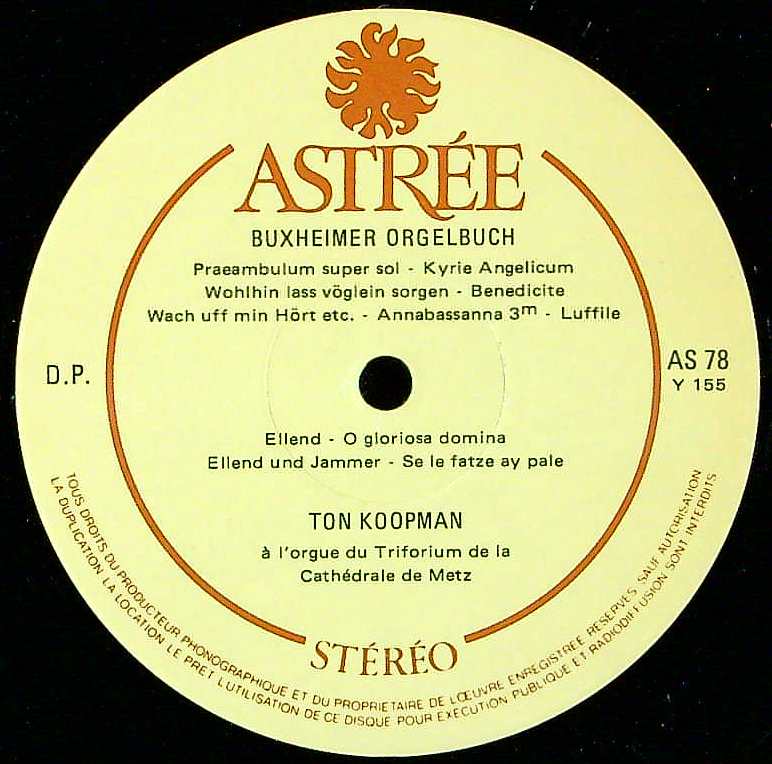 ASTRÉE
BUXHEIMER ORGELBUCH
Praeambulum super sol - Kyrie Angelicum
Wohlhin lass vöglein sorgen - Benedicite
Wach uff min Hört etc. - Annabassanna 3m - Luffile
D.P.
AS 78
Y 155
Ellend - O gloriosa domina
Ellend und Jammer - Se le fatze ay pale
TON KOOPMAN
à l'orgue du Triforium de la
Cathédrale de Metz
STÉRÉO
TOUS DROITS DU PRODUCTEUR PHONOGRAPHIQUE ET DU PROPRIETAIRE DE L'ŒUVRE ENREGISTREE RESERVES. SAUF AUTORISATION
LA DUPLICATION LA LOCATION LE PRET L'UTILISATION DE CE DISQUE POUR EXECUTION PUBLIQUE ET RADIODIFFUSION SONT INTERDITS